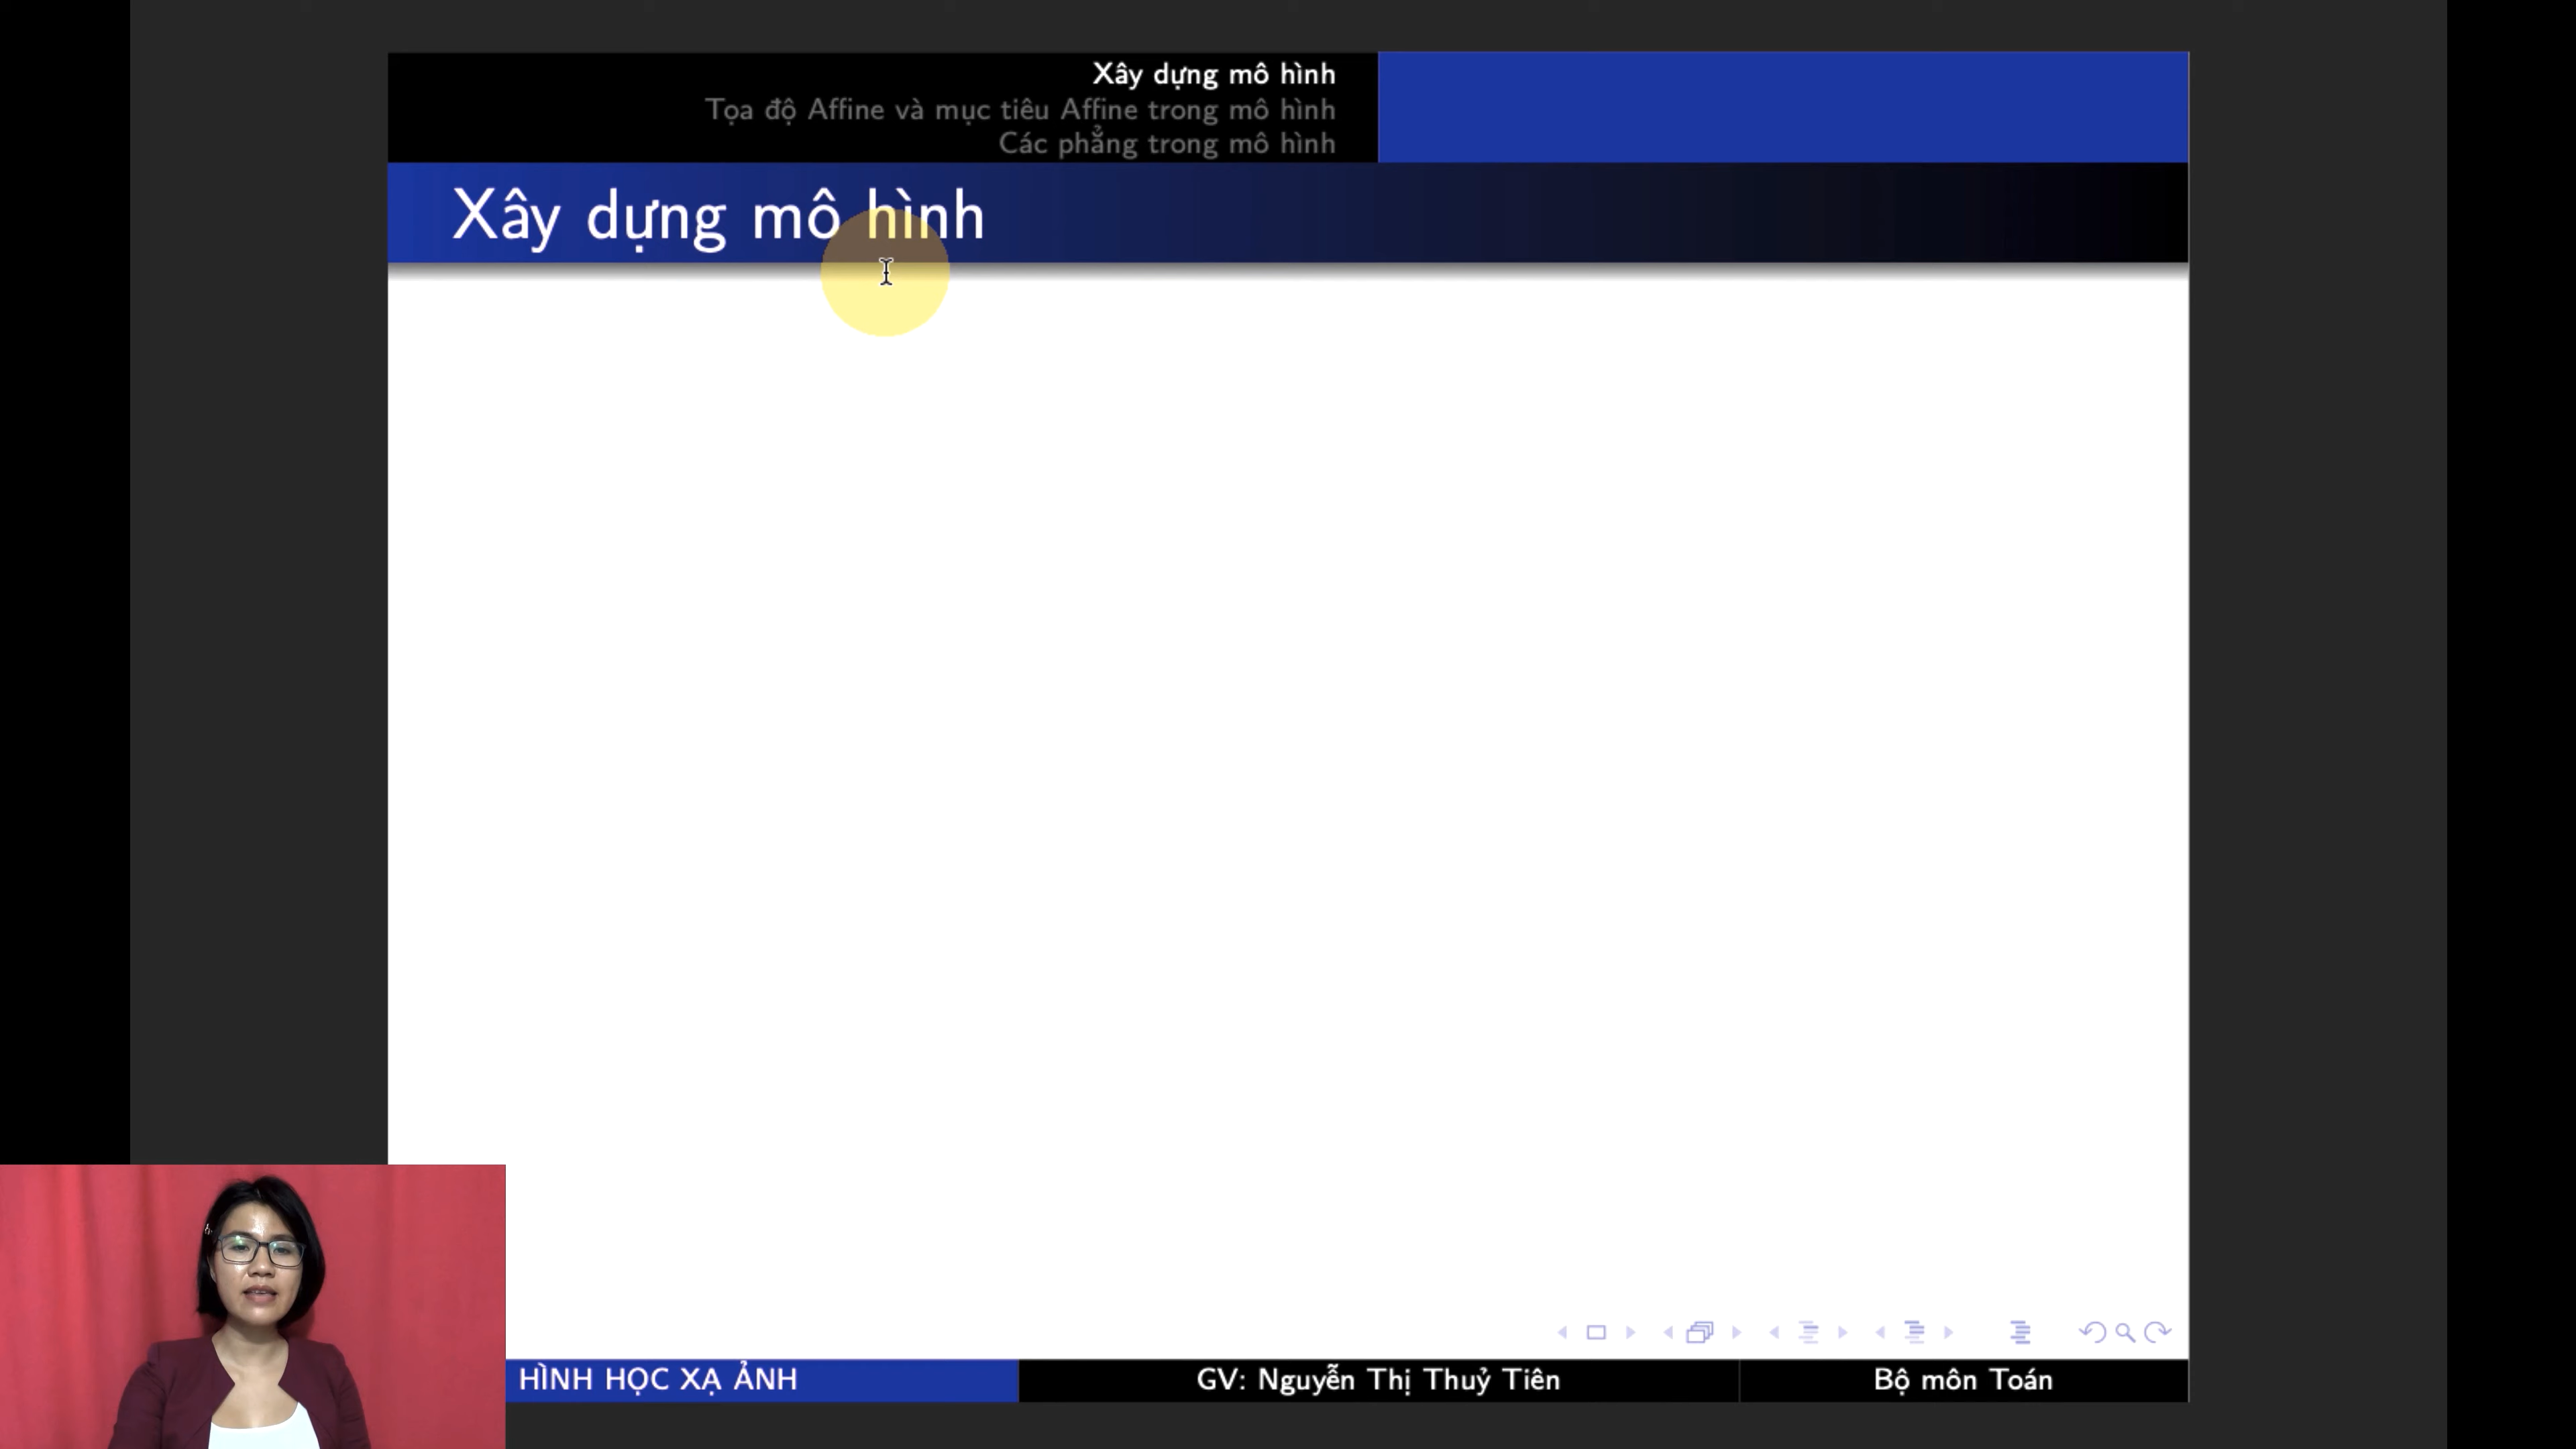 Xây dựng mô hình
Tọa độ Affine và mục tiêu Affine trong mô hình
Các phẳng trong mô hình
Xây dựng mô hình
HÌNH HỌC XẠ ẢNH
GV: Nguyễn Thị Thuỷ Tiên
Bộ môn Toán